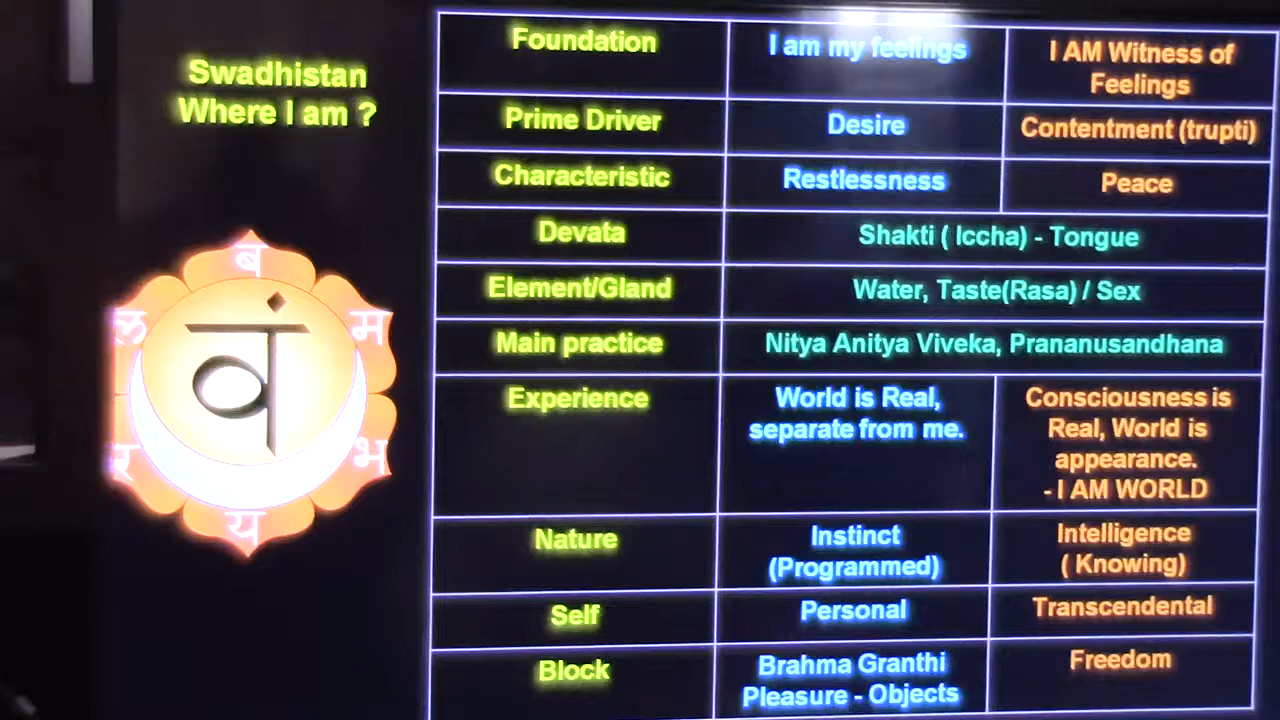 Swadhistan
Where I am ?
ब
ल
म
वं
र
भ
य
Foundation
I am my feelings
I AM Witness of
Feelings
Prime Driver
Desire
Contentment (trupti)
Characteristic
Restlessness
Peace
Devata
Shakti ( Iccha) - Tongue
Element/Gland
Water, Taste(Rasa) / Sex
Main practice
Nitya Anitya Viveka, Prananusandhana
Experience
World is Real,
separate from me.
Consciousness is
Real, World is
appearance.
- I AM WORLD
Nature
Instinct
(Programmed)
Intelligence
( Knowing)
Self
Personal
Transcendental
Block
Brahma Granthi
Pleasure - Objects
Freedom